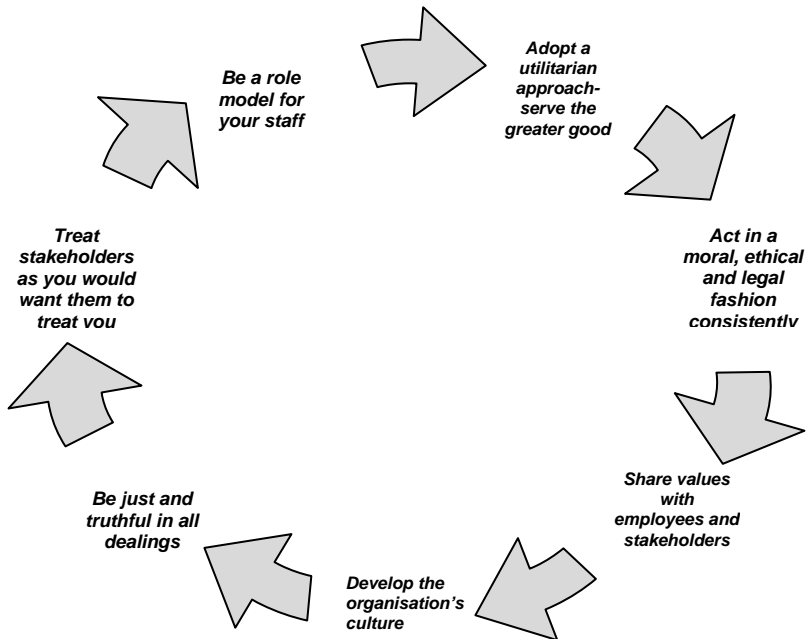 Be a role
model for
your staff
Adopt a
utilitarian
approach-
serve the
greater good
Act in a
moral, ethical
and legal
fashion
consistently
Share values
with
employees and
stakeholders
Develop the
organisation's
culture
Be just and
truthful in all
dealings
Treat
stakeholders
as you would
want them to
treat you